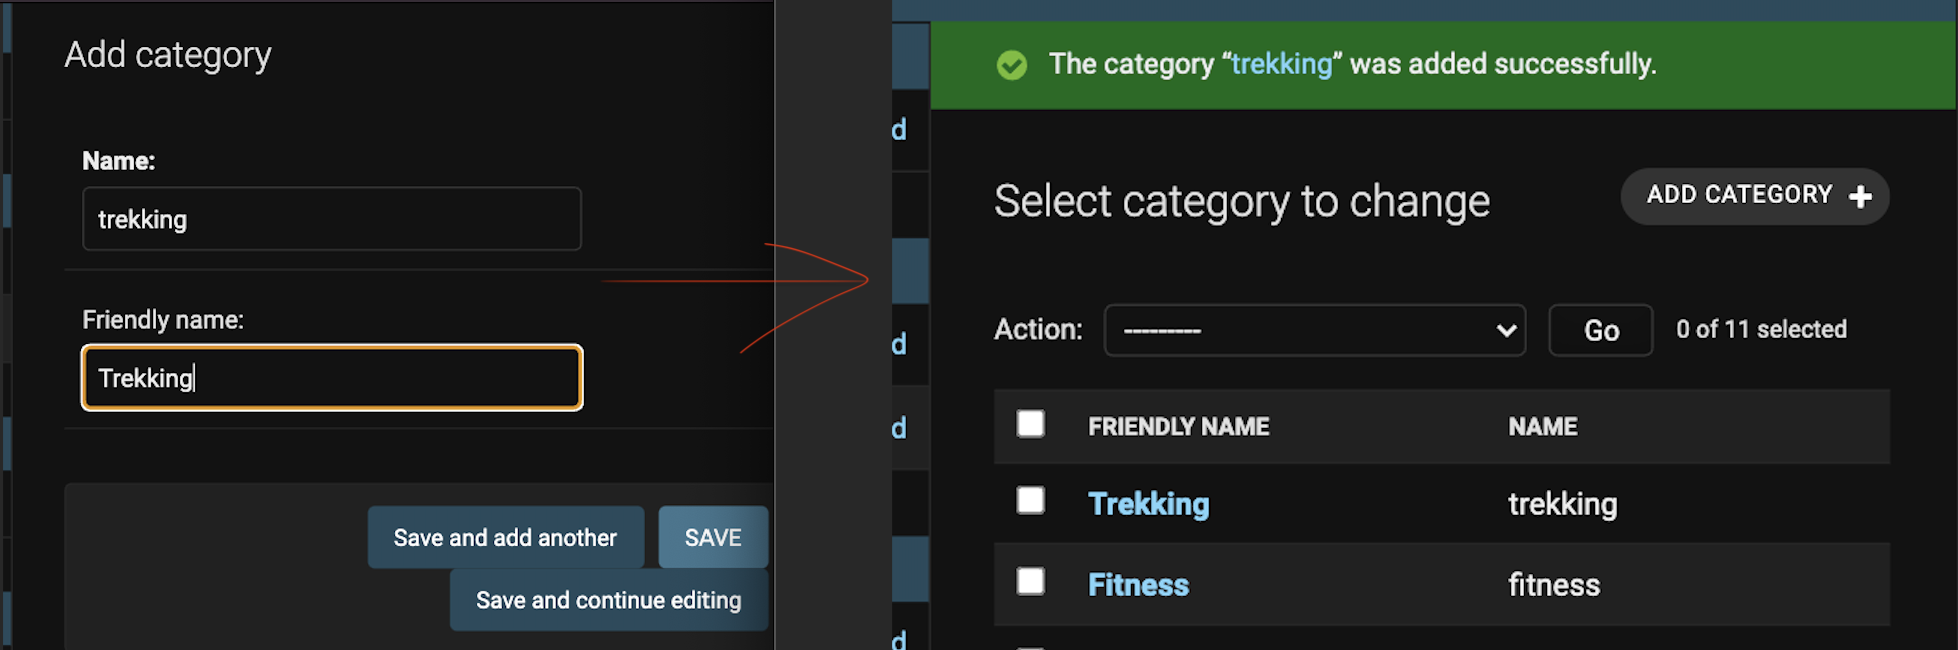 Add category
Name:
trekking
Friendly name:
Trekking
Save and add another
SAVE
Save and continue editing
The category “trekking” was added successfully.
Select category to change
ADD CATEGORY +
Action:
---------
Go
0 of 11 selected
FRIENDLY NAME NAME
Trekking trekking
Fitness fitness
d
d
d
d